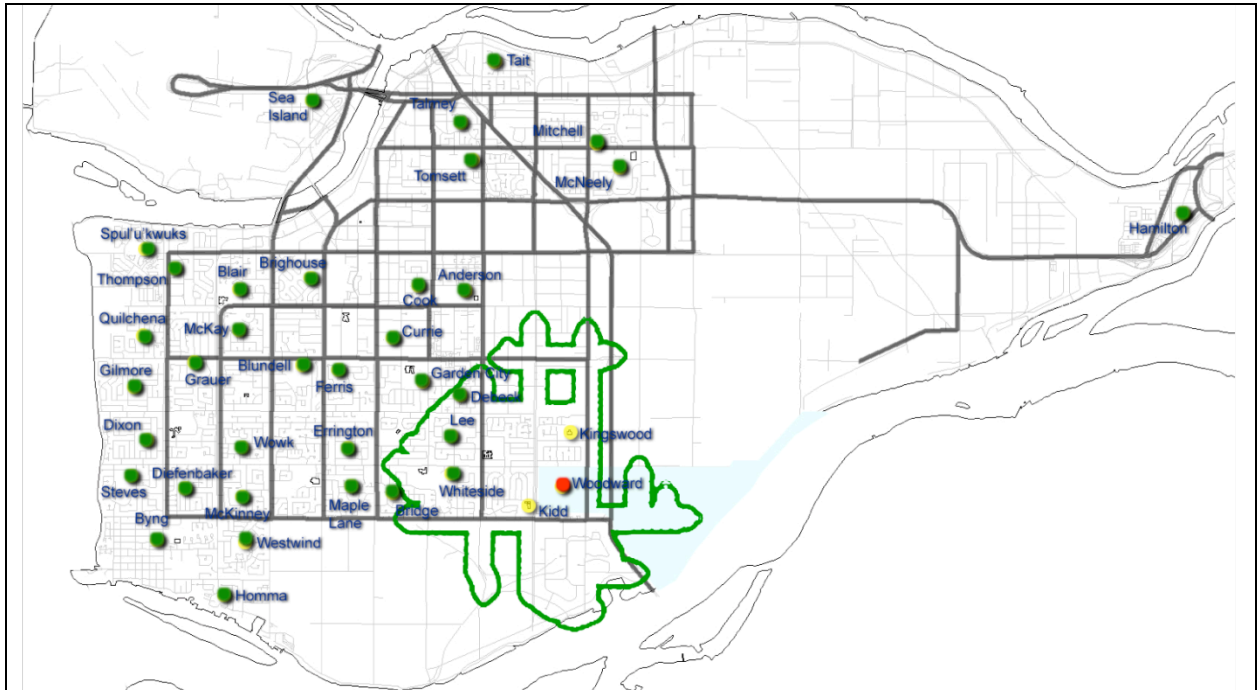 Tait
Sea
Island
Talmey
Mitchell
Tomsett
McNeely
Hamilton
Spul'u'kwuks
Thompson
Blair
Brighouse
Anderson
Cook
Quilchena
McKay
Currie
Gilmore
Grauer
Blundell
Ferris
Garden City
Debeck
Dixon
Wowk
Errington
Lee
Kingswood
Diefenbaker
Steves
McKinney
Maple
Lane
Bridge
Whiteside
Woodward
Kidd
Byng
Westwind
Homma